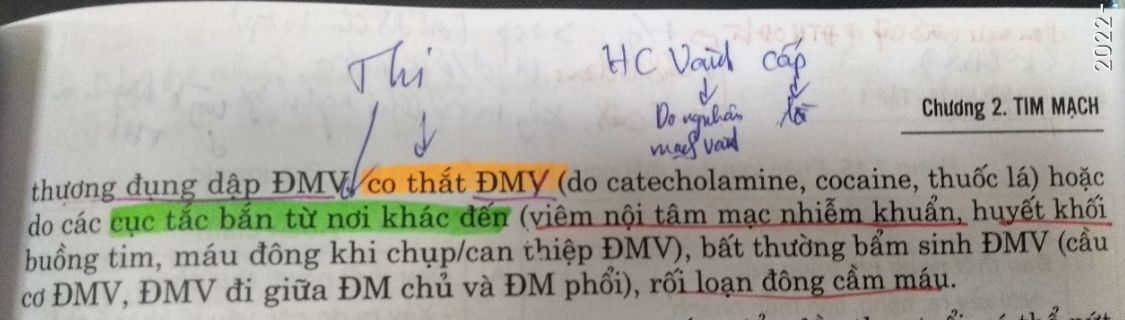 2022-
Thi
HC Vành cấp
Do nguyên
mạch vành
Chương 2. TIM MẠCH
thương đụng dập ĐMV, co thắt ĐMV (do catecholamine, cocaine, thuốc lá) hoặc
do các cục tắc bắn từ nơi khác đến (viêm nội tâm mạc nhiễm khuẩn, huyết khối
buồng tim, máu đông khi chụp/can thiệp ĐMV), bất thường bẩm sinh ĐMV (cầu
cơ ĐMV, ĐMV đi giữa ĐM chủ và ĐM phổi), rối loạn đông cầm máu.